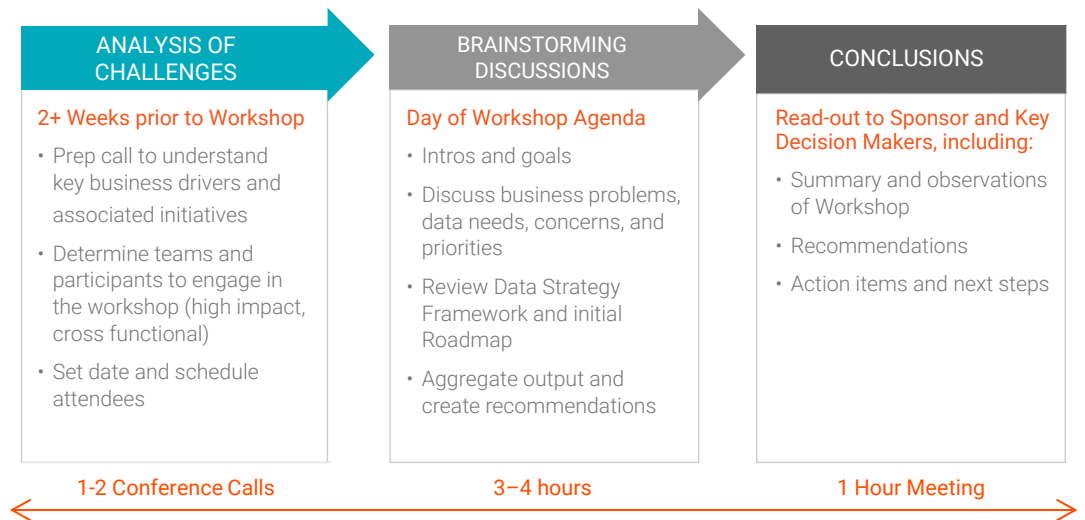 ANALYSIS OF
CHALLENGES
2+ Weeks prior to Workshop
• Prep call to understand
key business drivers and
associated initiatives
• Determine teams and
participants to engage in
the workshop (high impact,
cross functional)
• Set date and schedule
attendees
1-2 Conference Calls
BRAINSTORMING
DISCUSSIONS
Day of Workshop Agenda
• Intros and goals
• Discuss business problems,
data needs, concerns, and
priorities
• Review Data Strategy
Framework and initial
Roadmap
• Aggregate output and
create recommendations
3–4 hours
CONCLUSIONS
Read-out to Sponsor and Key
Decision Makers, including:
• Summary and observations
of Workshop
• Recommendations
• Action items and next steps
1 Hour Meeting